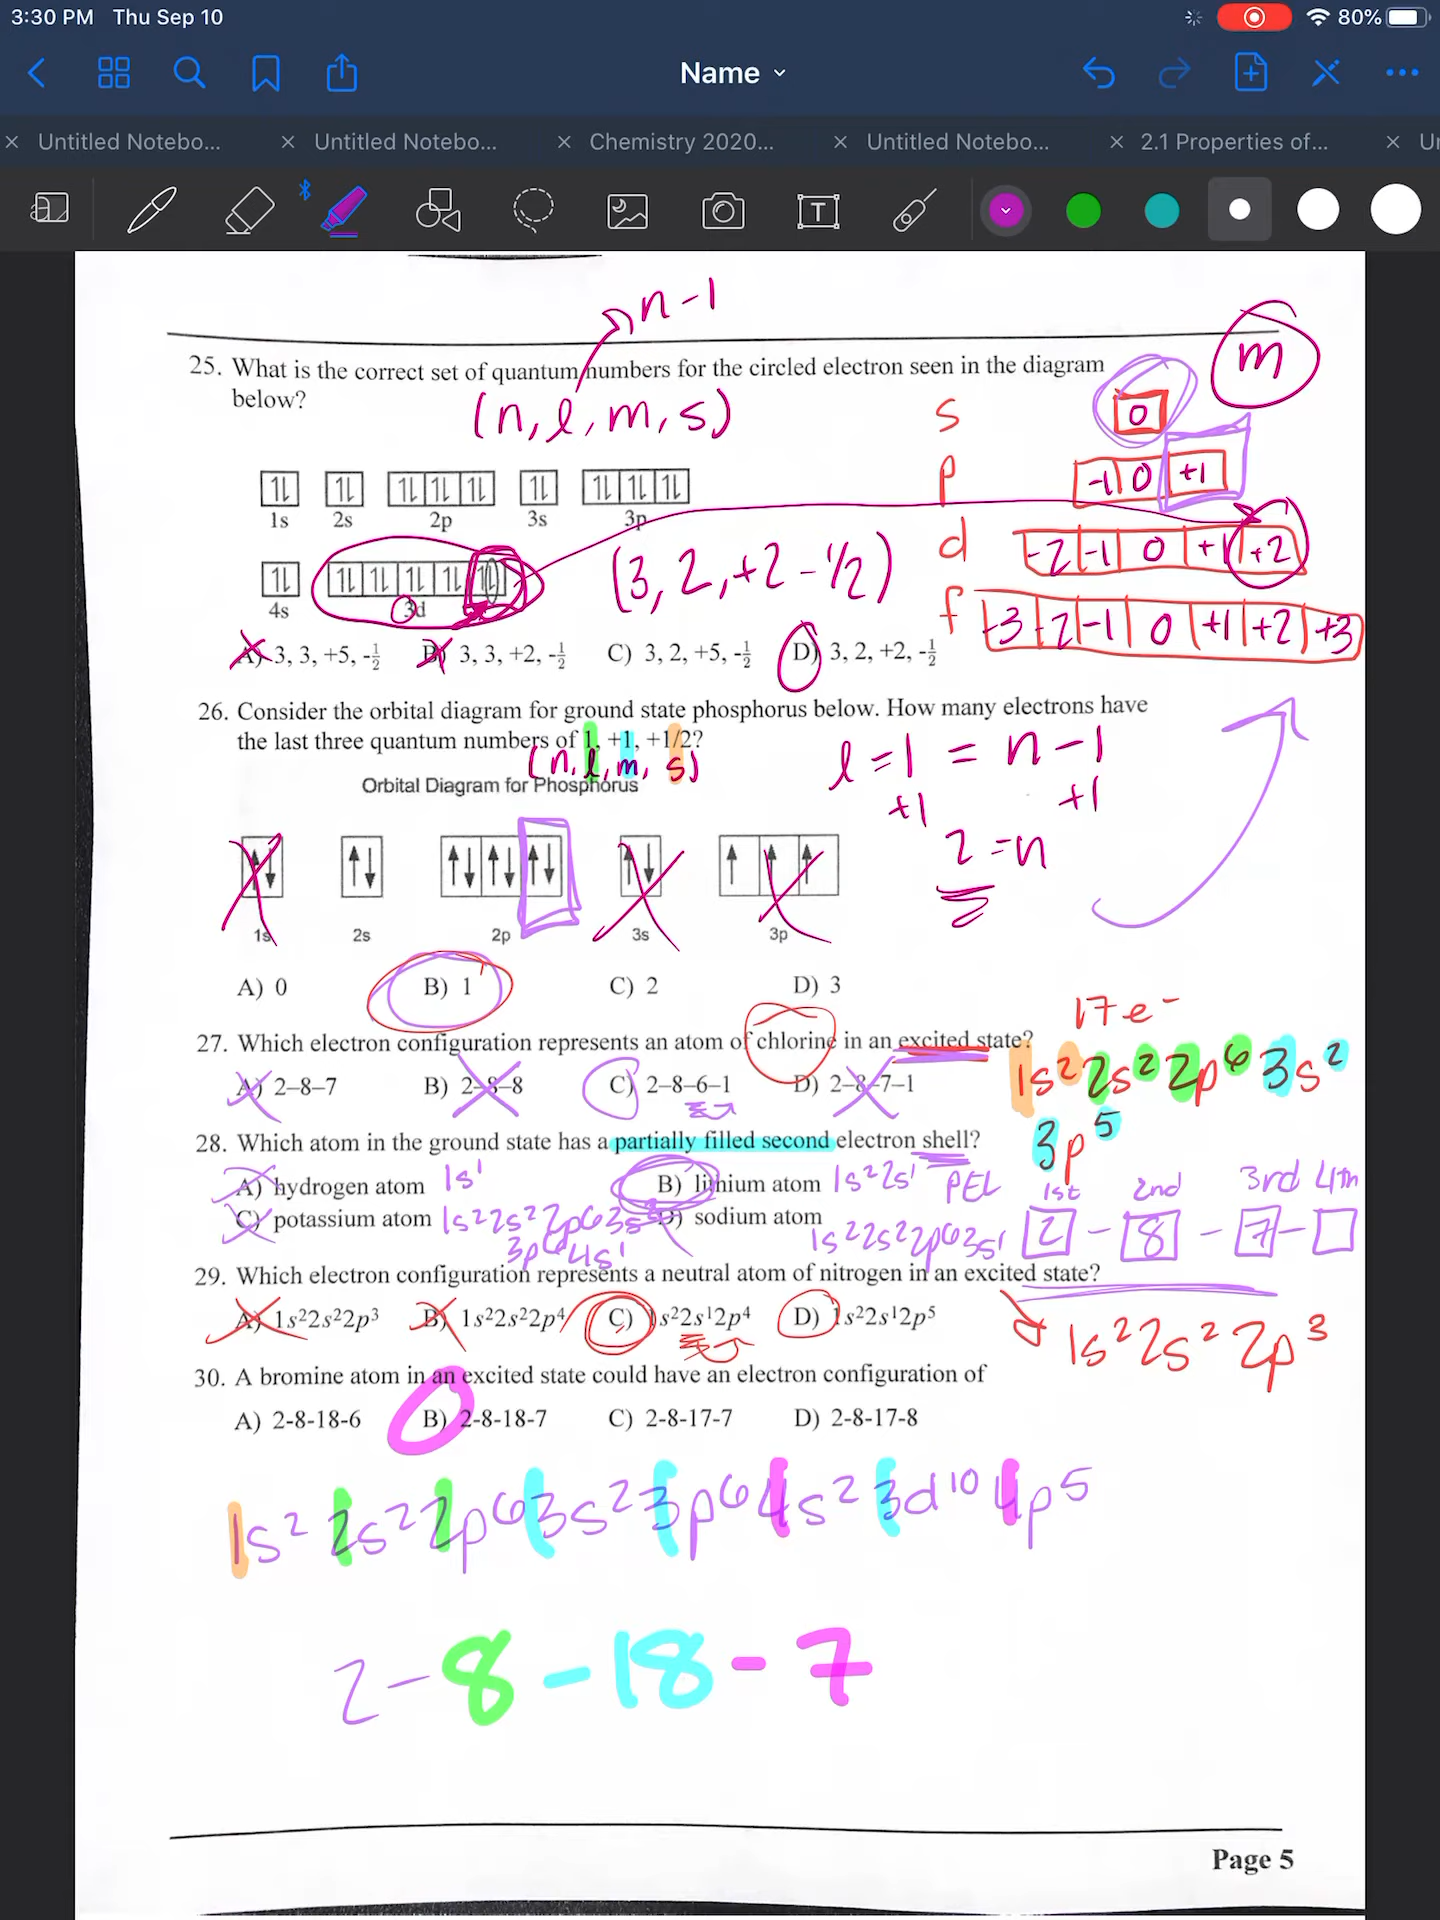 3:30 PM Thu Sep 10
80%
Name
Untitled Notebo...
Untitled Notebo...
Chemistry 2020...
Untitled Notebo...
2.1 Properties of...
Un
n-1
m
25. What is the correct set of quantum numbers for the circled electron seen in the diagram
below?
(n, l, m, s)
s 0
p -1 0 +1
1s 2s 2p 3s 3p
d -2 -1 0 +1 +2
(3, 2, +2 -1/2)
4s 3d
f -3 -2 -1 0 +1 +2 +3
A) 3, 3, +5, -1/2 B) 3, 3, +2, -1/2 C) 3, 2, +5, -1/2 D) 3, 2, +2, -1/2
26. Consider the orbital diagram for ground state phosphorus below. How many electrons have
the last three quantum numbers of 1, +1, +1/2?
(n, l, m, s)
l = 1 = n - 1
+1 +1
2 = n
Orbital Diagram for Phosphorus
1s 2s 2p 3s 3p
A) 0 B) 1 C) 2 D) 3
17 e-
27. Which electron configuration represents an atom of chlorine in an excited state?
A) 2–8–7 B) 2–8–8 C) 2–8–6–1 D) 2–8–7–1
1s² 2s² 2p⁶ 3s²
3p⁵
28. Which atom in the ground state has a partially filled second electron shell?
A) hydrogen atom 1s¹ B) lithium atom 1s²2s¹ PEL
1st 2nd 3rd 4th
C) potassium atom 1s²2s²2p⁶3s² D) sodium atom
3p⁶4s¹
1s²2s²2p⁶3s¹
2 - 8 - 7 -
29. Which electron configuration represents a neutral atom of nitrogen in an excited state?
A) 1s²2s²2p³ B) 1s²2s²2p⁴ C) 1s²2s¹2p⁴ D) 1s²2s¹2p⁵
1s²2s² 2p³
30. A bromine atom in an excited state could have an electron configuration of
A) 2-8-18-6 B) 2-8-18-7 C) 2-8-17-7 D) 2-8-17-8
1s² 2s² 2p⁶ 3s² 3p⁶ 4s² 3d¹⁰ 4p⁵
2 - 8 - 18 - 7
Page 5